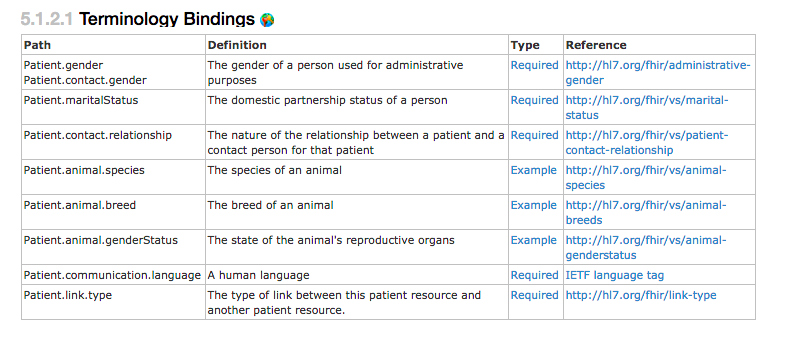 5.1.2.1 Terminology Bindings
Path Definition Type Reference
Patient.gender
Patient.contact.gender
The gender of a person used for administrative
purposes
Required
http://hl7.org/fhir/administrative-
gender
Patient.maritalStatus
The domestic partnership status of a person
Required
http://hl7.org/fhir/vs/marital-
status
Patient.contact.relationship
The nature of the relationship between a patient and a
contact person for that patient
Required
http://hl7.org/fhir/vs/patient-
contact-relationship
Patient.animal.species
The species of an animal
Example
http://hl7.org/fhir/vs/animal-
species
Patient.animal.breed
The breed of an animal
Example
http://hl7.org/fhir/vs/animal-
breeds
Patient.animal.genderStatus
The state of the animal's reproductive organs
Example
http://hl7.org/fhir/vs/animal-
genderstatus
Patient.communication.language
A human language
Required
IETF language tag
Patient.link.type
The type of link between this patient resource and
another patient resource.
Required
http://hl7.org/fhir/link-type